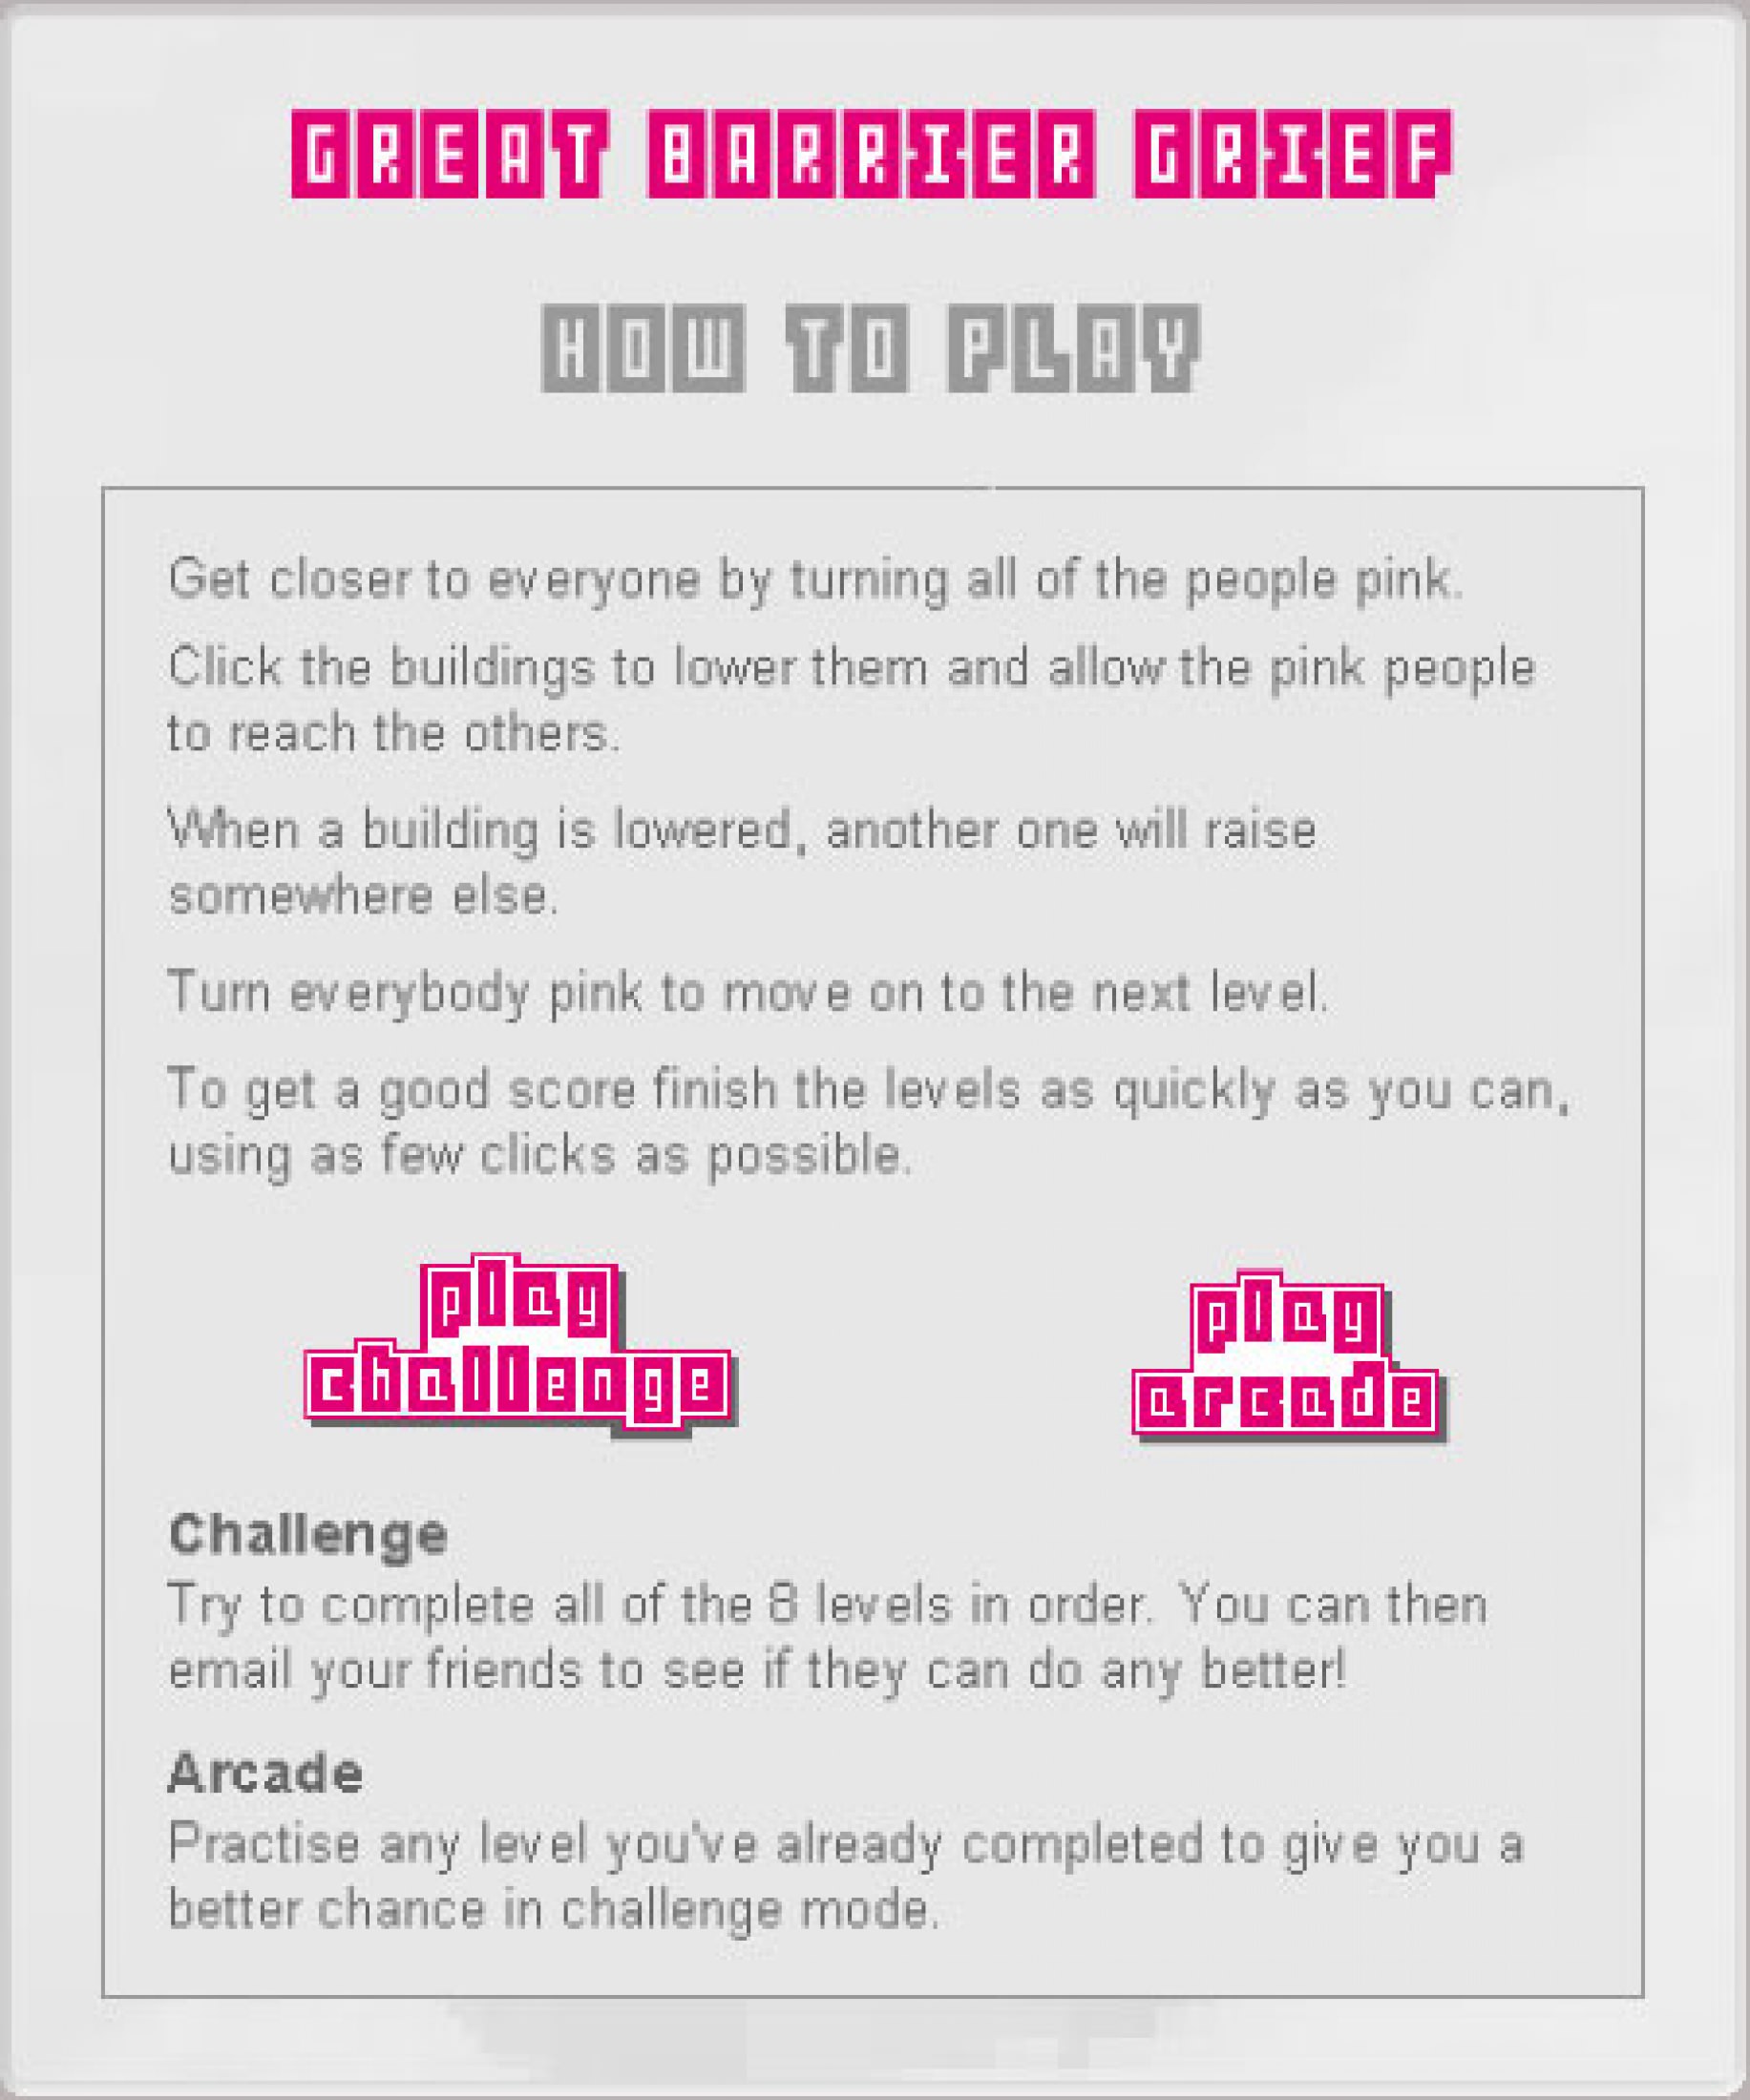 GREAT BARRIER GRIEF
HOW TO PLAY
Get closer to everyone by turning all of the people pink.
Click the buildings to lower them and allow the pink people
to reach the others.
When a building is lowered, another one will raise
somewhere else.
Turn everybody pink to move on to the next level.
To get a good score finish the levels as quickly as you can,
using as few clicks as possible.
play
challenge
play
arcade
Challenge
Try to complete all of the 8 levels in order. You can then
email your friends to see if they can do any better!
Arcade
Practise any level you've already completed to give you a
better chance in challenge mode.